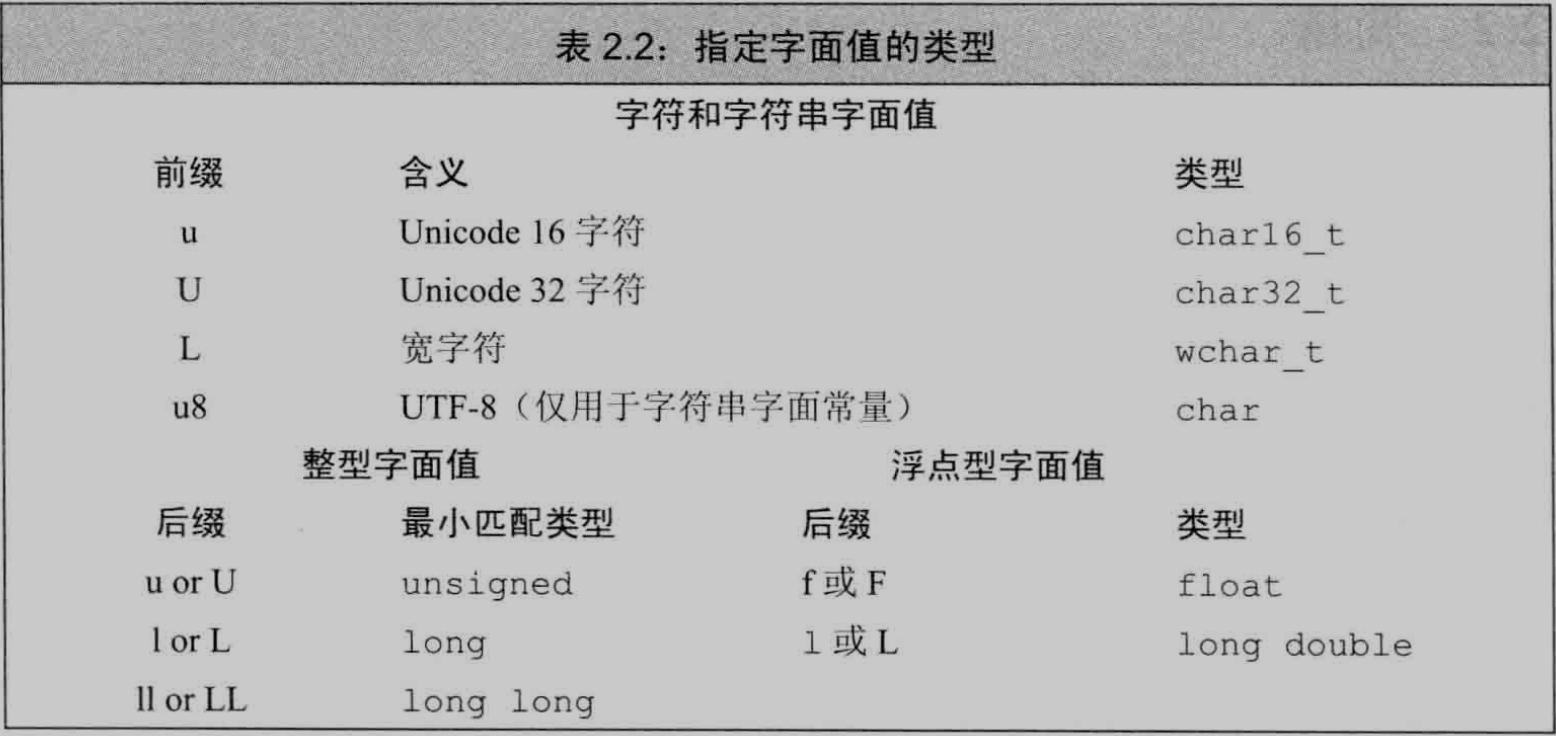 表 2.2：指定字面值的类型
字符和字符串字面值
前缀 含义 类型
u Unicode 16 字符 char16_t
U Unicode 32 字符 char32_t
L 宽字符 wchar_t
u8 UTF-8（仅用于字符串字面常量） char
整型字面值 浮点型字面值
后缀 最小匹配类型 后缀 类型
u or U unsigned f 或 F float
l or L long l 或 L long double
ll or LL long long